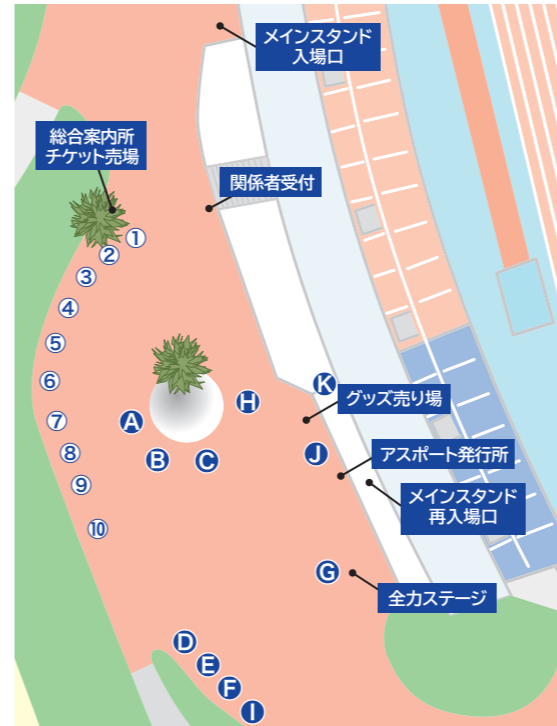 メインスタンド
入場口
総合案内所
チケット売場
関係者受付
①
②
③
④
⑤
⑥
⑦
⑧
⑨
⑩
A
B
C
H
K
グッズ売り場
J
アスポート発行所
メインスタンド
再入場口
G
全力ステージ
D
E
F
I